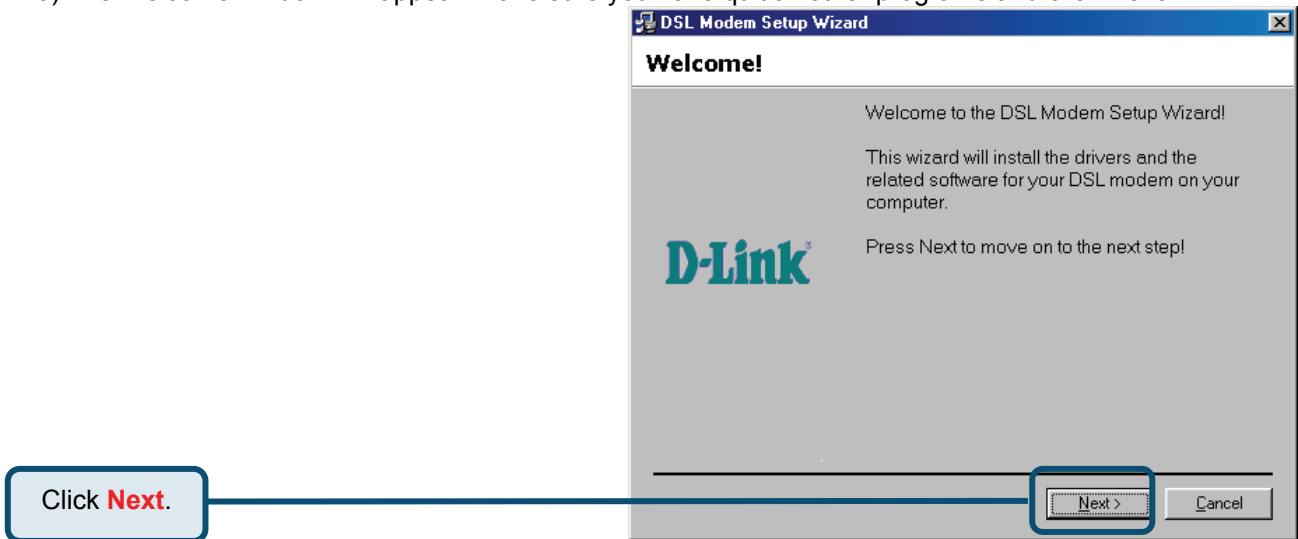 DSL Modem Setup Wizard
Welcome!
Welcome to the DSL Modem Setup Wizard!
This wizard will install the drivers and the
related software for your DSL modem on your
computer.
Press Next to move on to the next step!
D-Link
Click Next.
Next >
Cancel